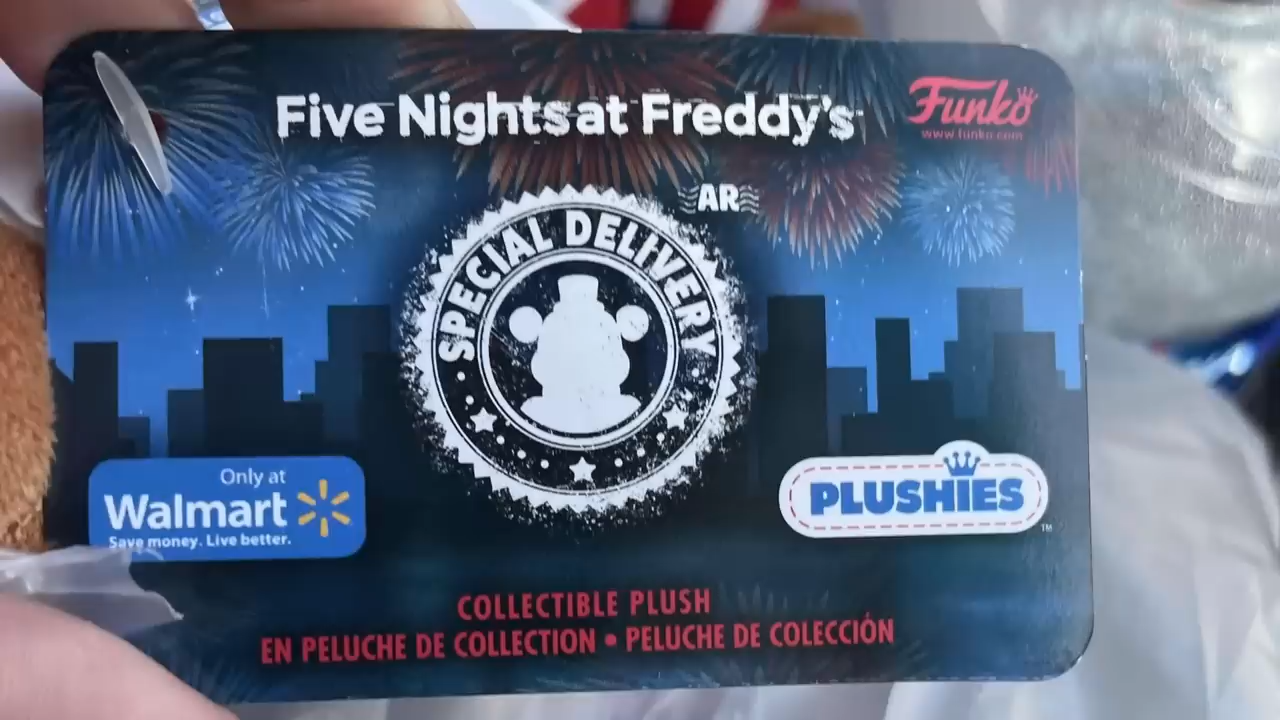 Five Nights at Freddy's
Funko
www.funko.com
AR
SPECIAL DELIVERY
Only at
Walmart
Save money. Live better.
PLUSHIES
TM
COLLECTIBLE PLUSH
EN PELUCHE DE COLLECTION • PELUCHE DE COLECCIÓN